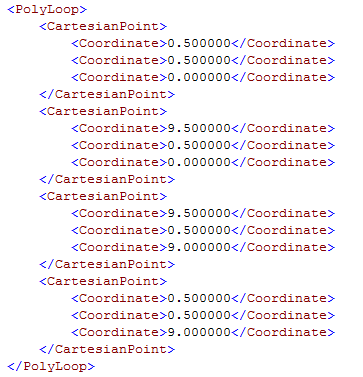 <PolyLoop>
    <CartesianPoint>
        <Coordinate>0.500000</Coordinate>
        <Coordinate>0.500000</Coordinate>
        <Coordinate>0.000000</Coordinate>
    </CartesianPoint>
    <CartesianPoint>
        <Coordinate>9.500000</Coordinate>
        <Coordinate>0.500000</Coordinate>
        <Coordinate>0.000000</Coordinate>
    </CartesianPoint>
    <CartesianPoint>
        <Coordinate>9.500000</Coordinate>
        <Coordinate>0.500000</Coordinate>
        <Coordinate>9.000000</Coordinate>
    </CartesianPoint>
    <CartesianPoint>
        <Coordinate>0.500000</Coordinate>
        <Coordinate>0.500000</Coordinate>
        <Coordinate>9.000000</Coordinate>
    </CartesianPoint>
</PolyLoop>